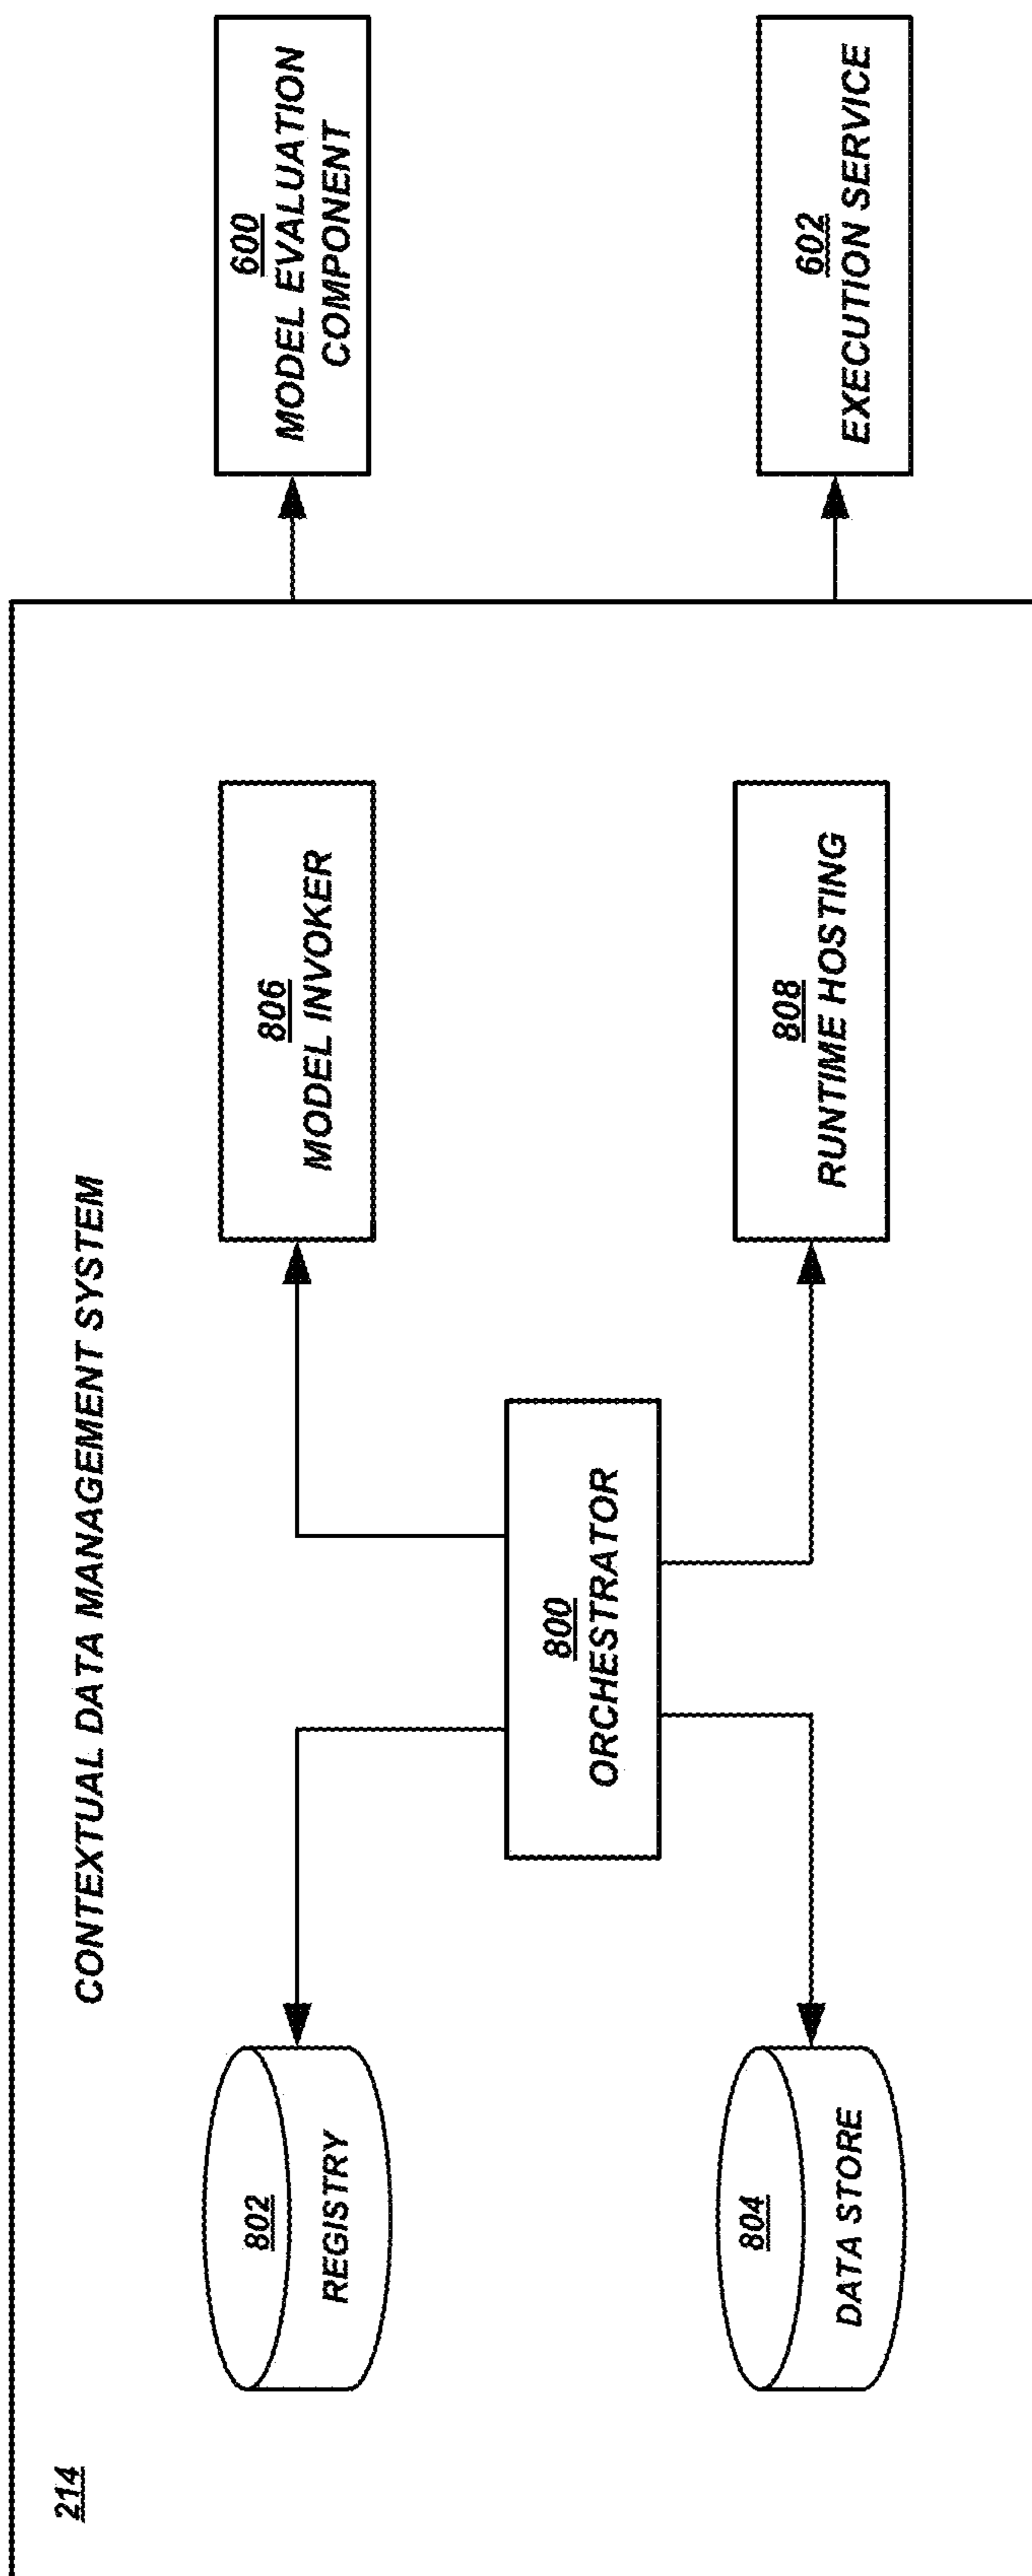 214
CONTEXTUAL DATA MANAGEMENT SYSTEM
802
REGISTRY
806
MODEL INVOKER
600
MODEL EVALUATION
COMPONENT
800
ORCHESTRATOR
804
DATA STORE
808
RUNTIME HOSTING
602
EXECUTION SERVICE